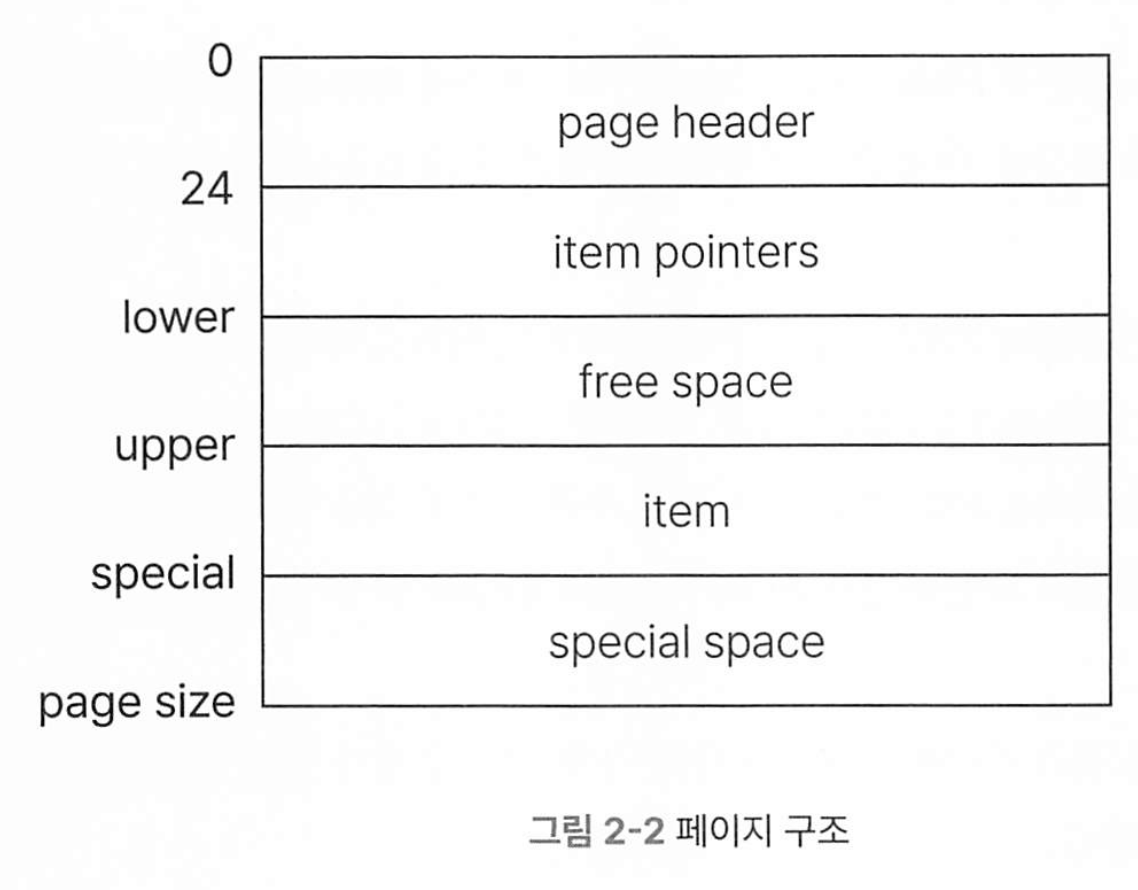 0
page header
24
item pointers
lower
free space
upper
item
special
special space
page size
그림 2-2 페이지 구조